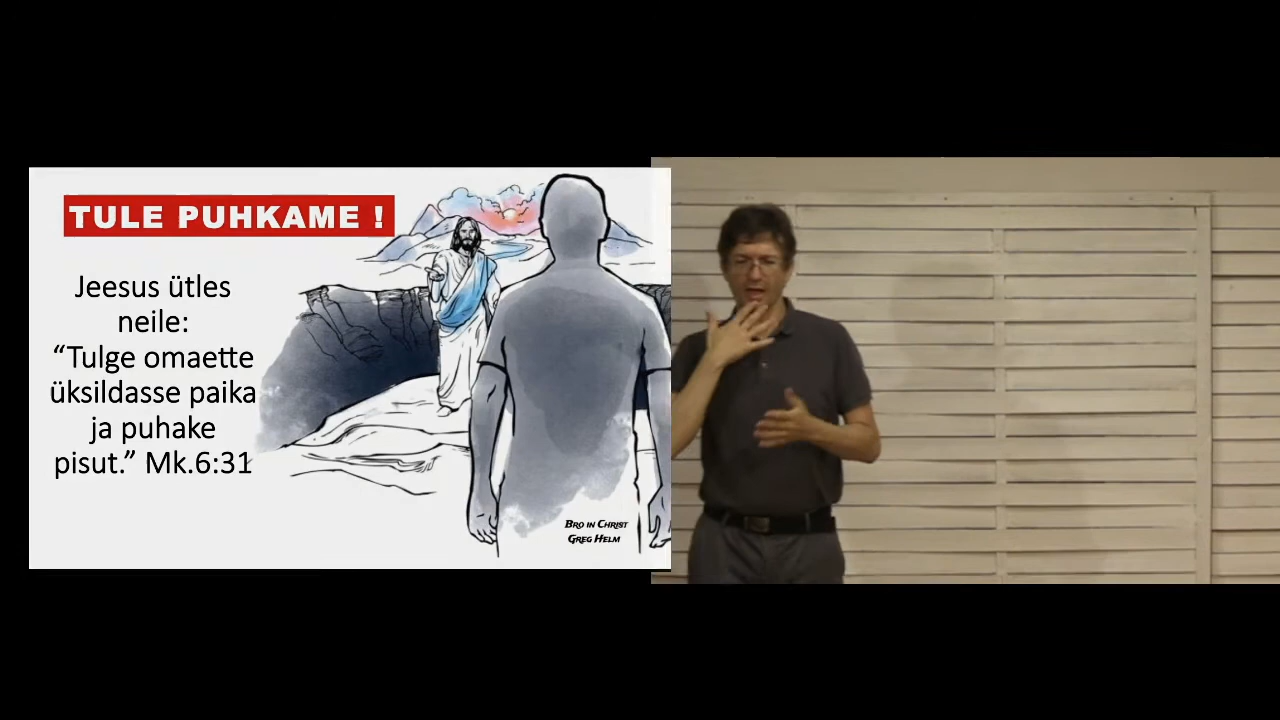 TULE PUHKAME !
Jeesus ütles
neile:
“Tulge omaette
üksildasse paika
ja puhake
pisut.” Mk.6:31
Bro in Christ
Greg Helm